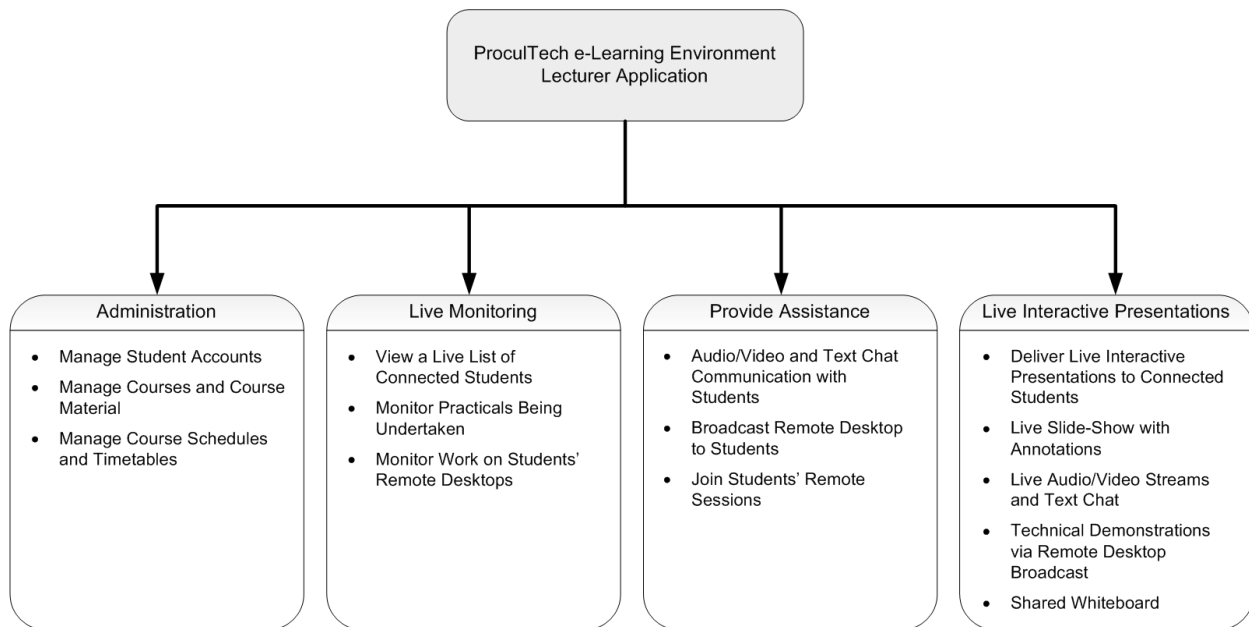 ProculTech e-Learning Environment
Lecturer Application
Administration
• Manage Student Accounts
• Manage Courses and Course
Material
• Manage Course Schedules
and Timetables
Live Monitoring
• View a Live List of
Connected Students
• Monitor Practicals Being
Undertaken
• Monitor Work on Students’
Remote Desktops
Provide Assistance
• Audio/Video and Text Chat
Communication with
Students
• Broadcast Remote Desktop
to Students
• Join Students’ Remote
Sessions
Live Interactive Presentations
• Deliver Live Interactive
Presentations to Connected
Students
• Live Slide-Show with
Annotations
• Live Audio/Video Streams
and Text Chat
• Technical Demonstrations
via Remote Desktop
Broadcast
• Shared Whiteboard